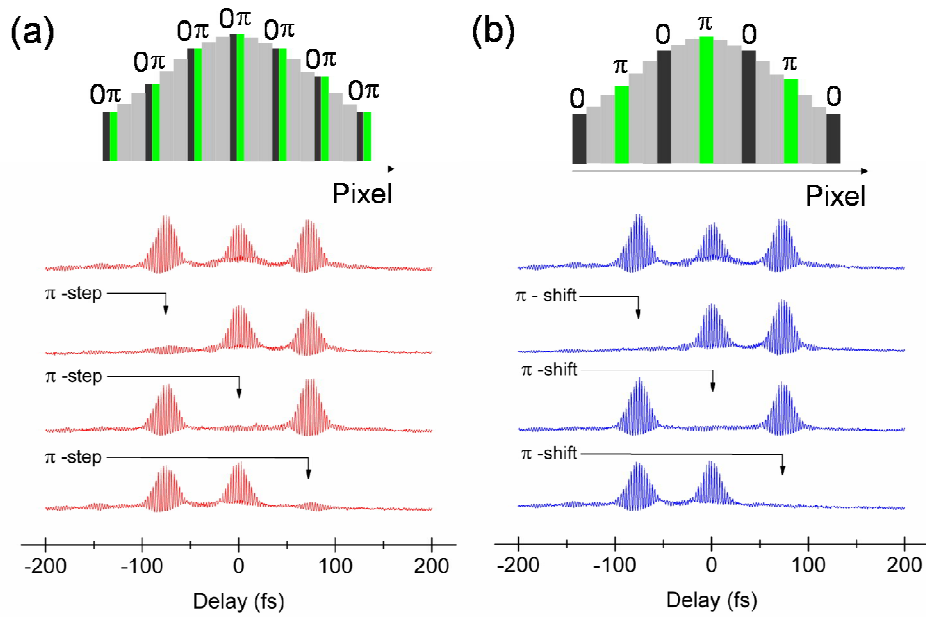 (a)
0π 0π 0π 0π 0π 0π 0π
Pixel
π -step
π -step
π -step
-200 -100 0 100 200
Delay (fs)
(b)
0 π 0 π 0 π 0
Pixel
π - shift
π -shift
π -shift
-200 -100 0 100 200
Delay (fs)